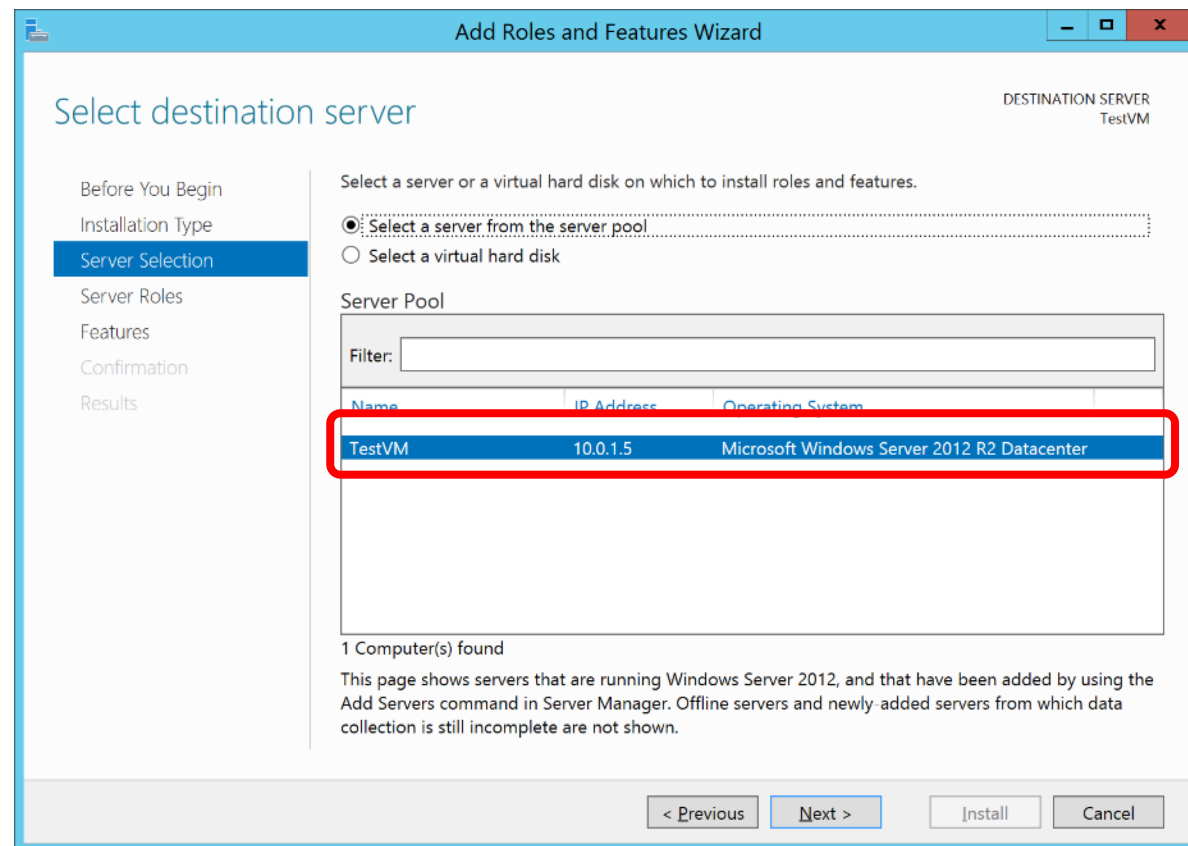 Add Roles and Features Wizard
Select destination server
DESTINATION SERVER
TestVM
Before You Begin
Installation Type
Server Selection
Server Roles
Features
Confirmation
Results
Select a server or a virtual hard disk on which to install roles and features.
Select a server from the server pool
Select a virtual hard disk
Server Pool
Filter:
Name IP Address Operating System
TestVM 10.0.1.5 Microsoft Windows Server 2012 R2 Datacenter
1 Computer(s) found
This page shows servers that are running Windows Server 2012, and that have been added by using the
Add Servers command in Server Manager. Offline servers and newly-added servers from which data
collection is still incomplete are not shown.
< Previous Next > Install Cancel